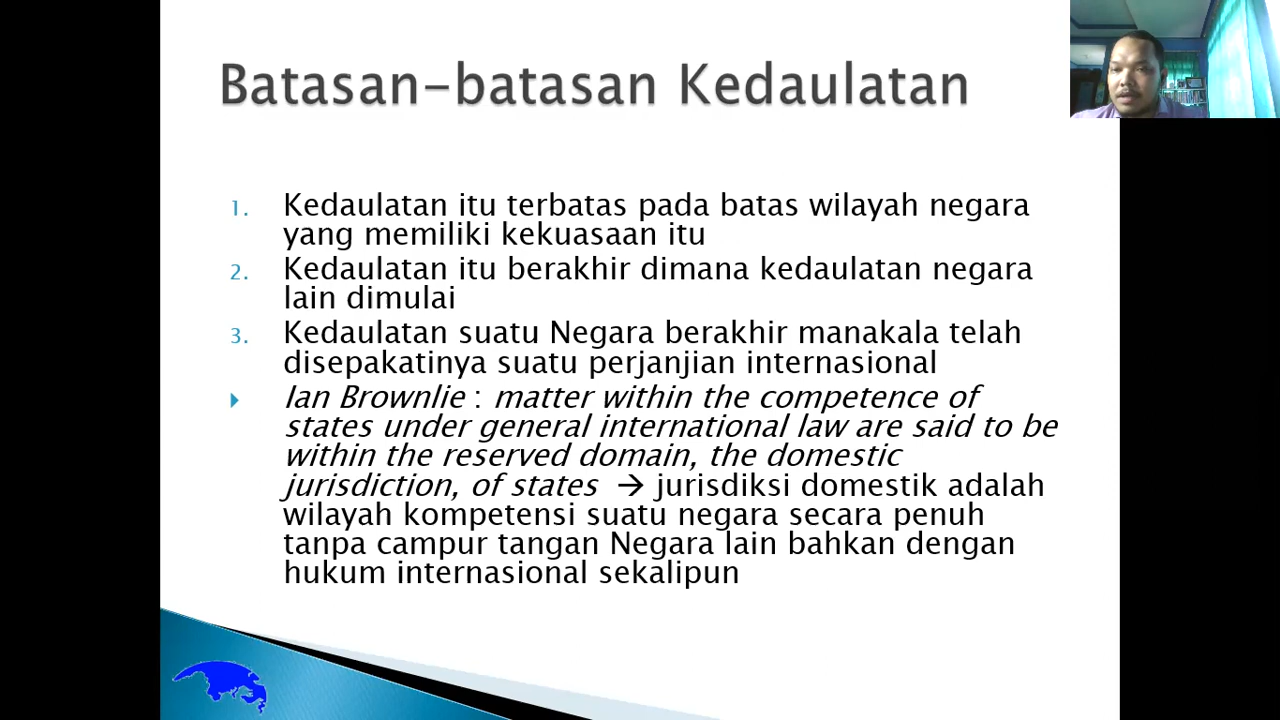 Batasan-batasan Kedaulatan
1. Kedaulatan itu terbatas pada batas wilayah negara
yang memiliki kekuasaan itu
2. Kedaulatan itu berakhir dimana kedaulatan negara
lain dimulai
3. Kedaulatan suatu Negara berakhir manakala telah
disepakatinya suatu perjanjian internasional
Ian Brownlie : matter within the competence of
states under general international law are said to be
within the reserved domain, the domestic
jurisdiction, of states → jurisdiksi domestik adalah
wilayah kompetensi suatu negara secara penuh
tanpa campur tangan Negara lain bahkan dengan
hukum internasional sekalipun